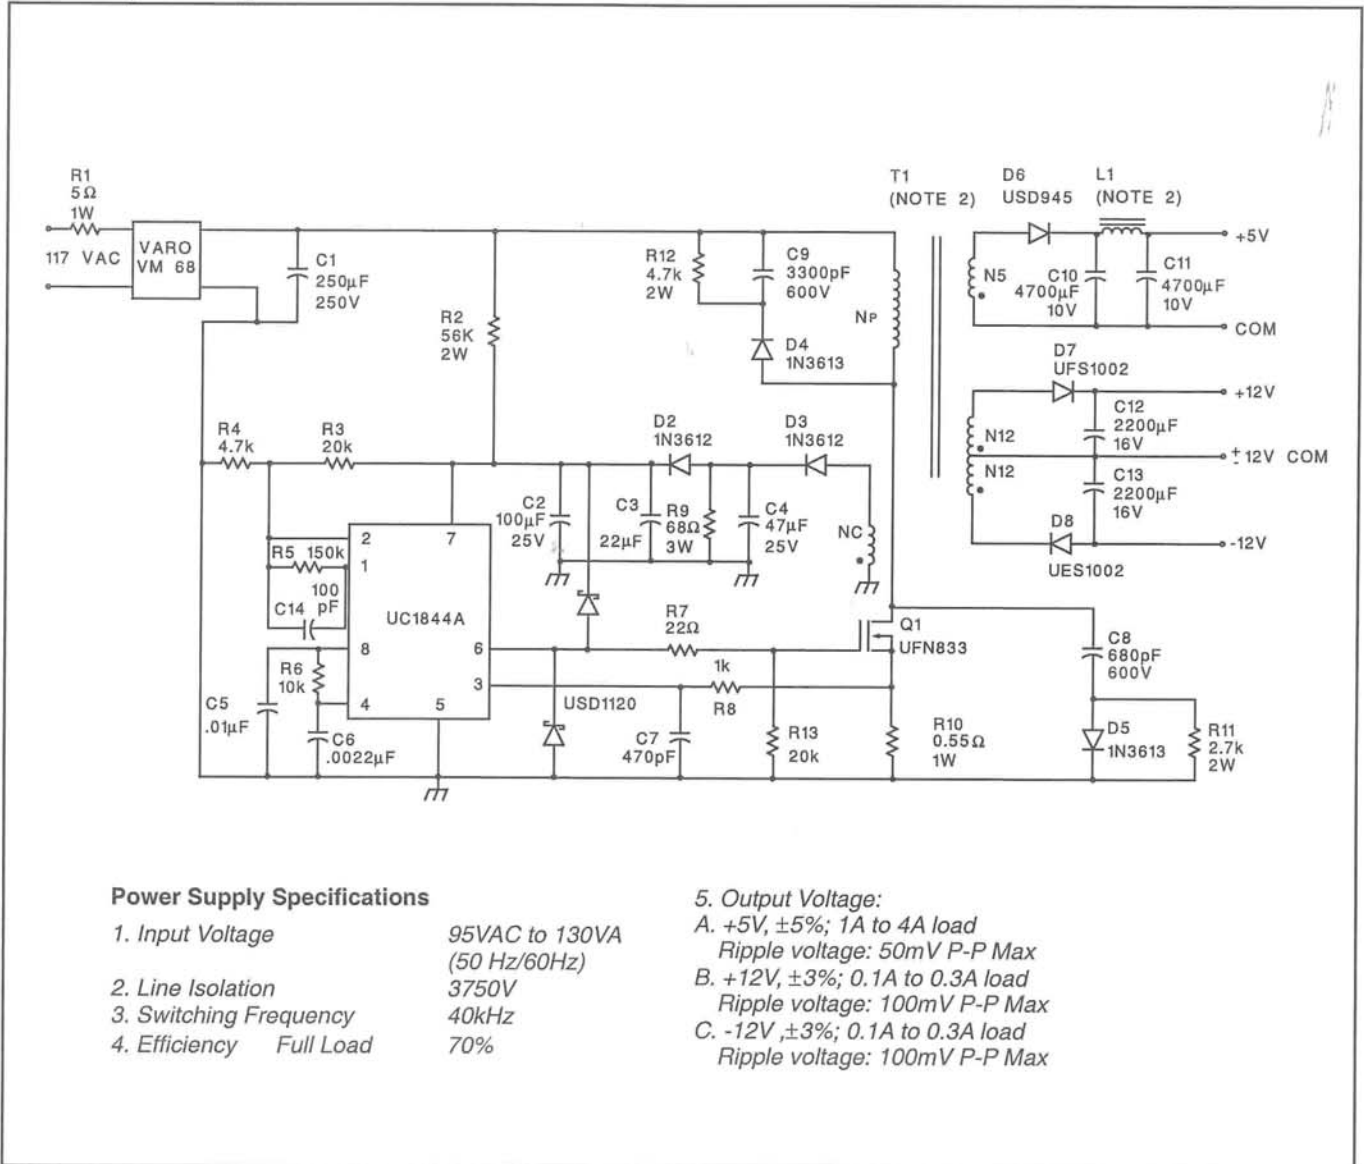 R1
5Ω
1W
117 VAC
VARO
VM 68
C1
250μF
250V
R2
56K
2W
R12
4.7k
2W
C9
3300pF
600V
D4
1N3613
NP
T1
(NOTE 2)
D6
USD945
L1
(NOTE 2)
+5V
N5
C10
4700μF
10V
C11
4700μF
10V
COM
D7
UFS1002
+12V
C12
2200μF
16V
N12
N12
± 12V COM
C13
2200μF
16V
D8
UES1002
-12V
R4
4.7k
R3
20k
D2
1N3612
D3
1N3612
C2
100μF
25V
C3
22μF
R9
68Ω
3W
C4
47μF
25V
NC
2
7
R5 150k
1
100
pF
C14
UC1844A
8
6
R6
10k
3
4
5
C5
.01μF
C6
.0022μF
USD1120
R7
22Ω
1k
R8
Q1
UFN833
C7
470pF
R13
20k
R10
0.55Ω
1W
C8
680pF
600V
D5
1N3613
R11
2.7k
2W
Power Supply Specifications
1. Input Voltage 95VAC to 130VA
(50 Hz/60Hz)
2. Line Isolation 3750V
3. Switching Frequency 40kHz
4. Efficiency Full Load 70%
5. Output Voltage:
A. +5V, ±5%; 1A to 4A load
Ripple voltage: 50mV P-P Max
B. +12V, ±3%; 0.1A to 0.3A load
Ripple voltage: 100mV P-P Max
C. -12V ,±3%; 0.1A to 0.3A load
Ripple voltage: 100mV P-P Max